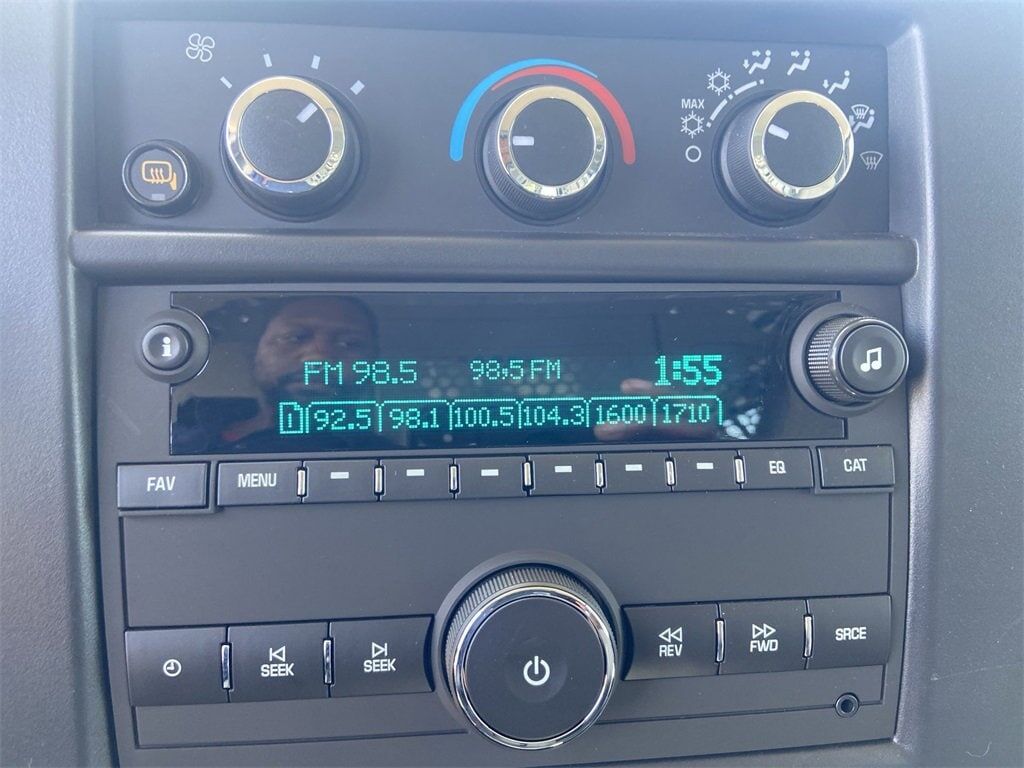 MAX
i
FM 98.5 98.5 FM 1:55
1 92.5 98.1 100.5 104.3 1600 1710
FAV MENU EQ CAT
SEEK SEEK REV FWD SRCE